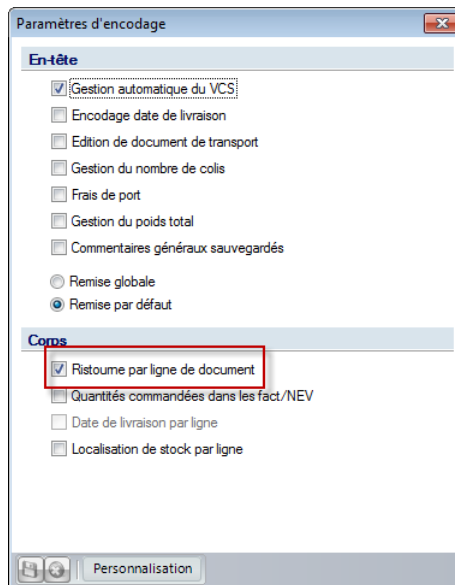 Paramètres d'encodage
En-tête
Gestion automatique du VCS
Encodage date de livraison
Edition de document de transport
Gestion du nombre de colis
Frais de port
Gestion du poids total
Commentaires généraux sauvegardés
Remise globale
Remise par défaut
Corps
Ristourne par ligne de document
Quantités commandées dans les fact/NEV
Date de livraison par ligne
Localisation de stock par ligne
Personnalisation